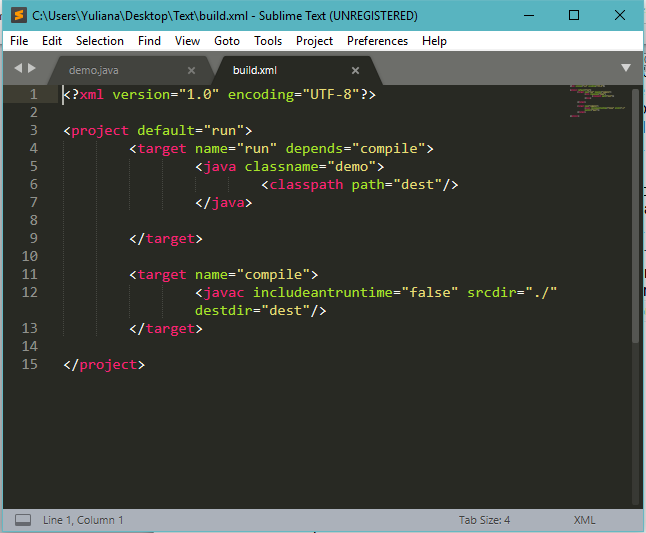 C:\Users\Yuliana\Desktop\Text\build.xml - Sublime Text (UNREGISTERED)
File Edit Selection Find View Goto Tools Project Preferences Help
demo.java build.xml
1 <?xml version="1.0" encoding="UTF-8"?>
2
3 <project default="run">
4 <target name="run" depends="compile">
5 <java classname="demo">
6 <classpath path="dest"/>
7 </java>
8
9 </target>
10
11 <target name="compile">
12 <javac includeantruntime="false" srcdir="./"
destdir="dest"/>
13 </target>
14
15 </project>
Line 1, Column 1 Tab Size: 4 XML